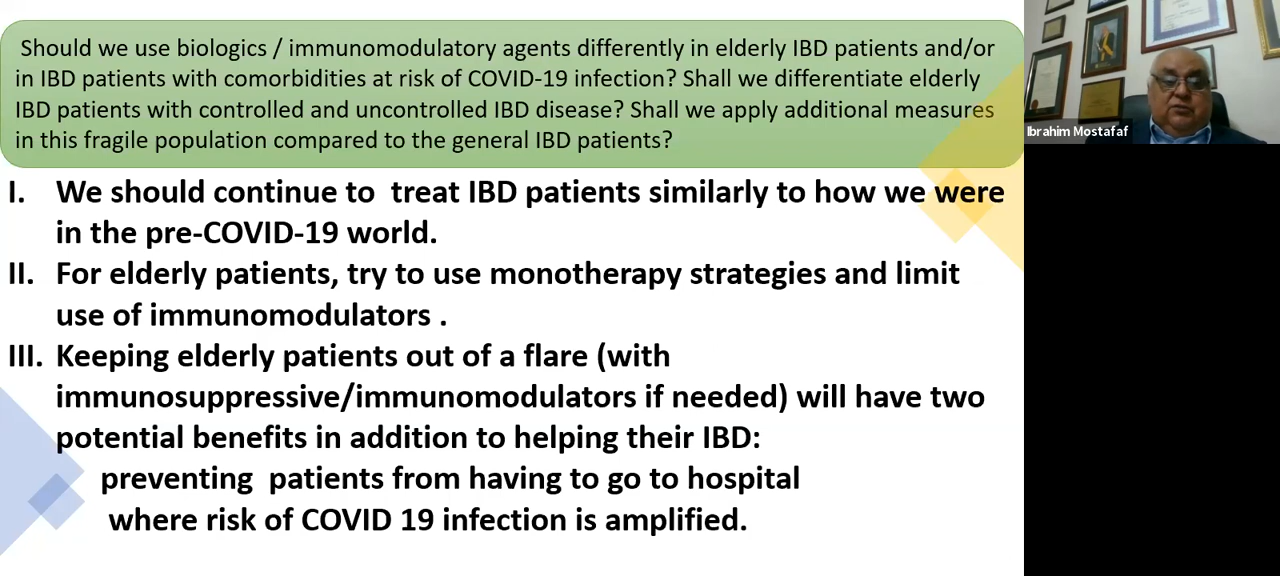 Should we use biologics / immunomodulatory agents differently in elderly IBD patients and/or
in IBD patients with comorbidities at risk of COVID-19 infection? Shall we differentiate elderly
IBD patients with controlled and uncontrolled IBD disease? Shall we apply additional measures
in this fragile population compared to the general IBD patients?
I. We should continue to treat IBD patients similarly to how we were
in the pre-COVID-19 world.
II. For elderly patients, try to use monotherapy strategies and limit
use of immunomodulators .
III. Keeping elderly patients out of a flare (with
immunosuppressive/immunomodulators if needed) will have two
potential benefits in addition to helping their IBD:
preventing patients from having to go to hospital
where risk of COVID 19 infection is amplified.
Ibrahim Mostafaf